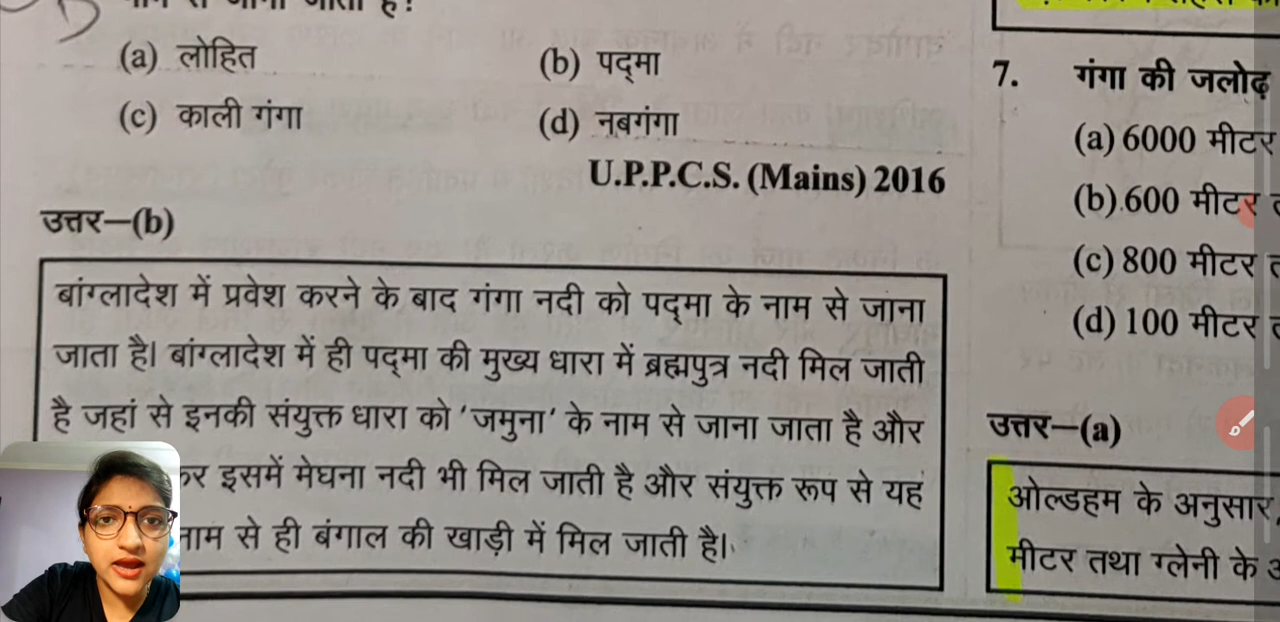 नाम से जाना जाता है?
(a) लोहित
(b) पद्मा
(c) काली गंगा
(d) नबगंगा
U.P.P.C.S. (Mains) 2016
उत्तर–(b)
बांग्लादेश में प्रवेश करने के बाद गंगा नदी को पद्मा के नाम से जाना
जाता है। बांग्लादेश में ही पद्मा की मुख्य धारा में ब्रह्मपुत्र नदी मिल जाती
है जहां से इनकी संयुक्त धारा को 'जमुना' के नाम से जाना जाता है और
इसमें मेघना नदी भी मिल जाती है और संयुक्त रूप से यह
नाम से ही बंगाल की खाड़ी में मिल जाती है।
7. गंगा की जलोढ़
(a) 6000 मीटर
(b) 600 मीटर
(c) 800 मीटर
(d) 100 मीटर
उत्तर–(a)
ओल्डहम के अनुसार
मीटर तथा ग्लेनी के